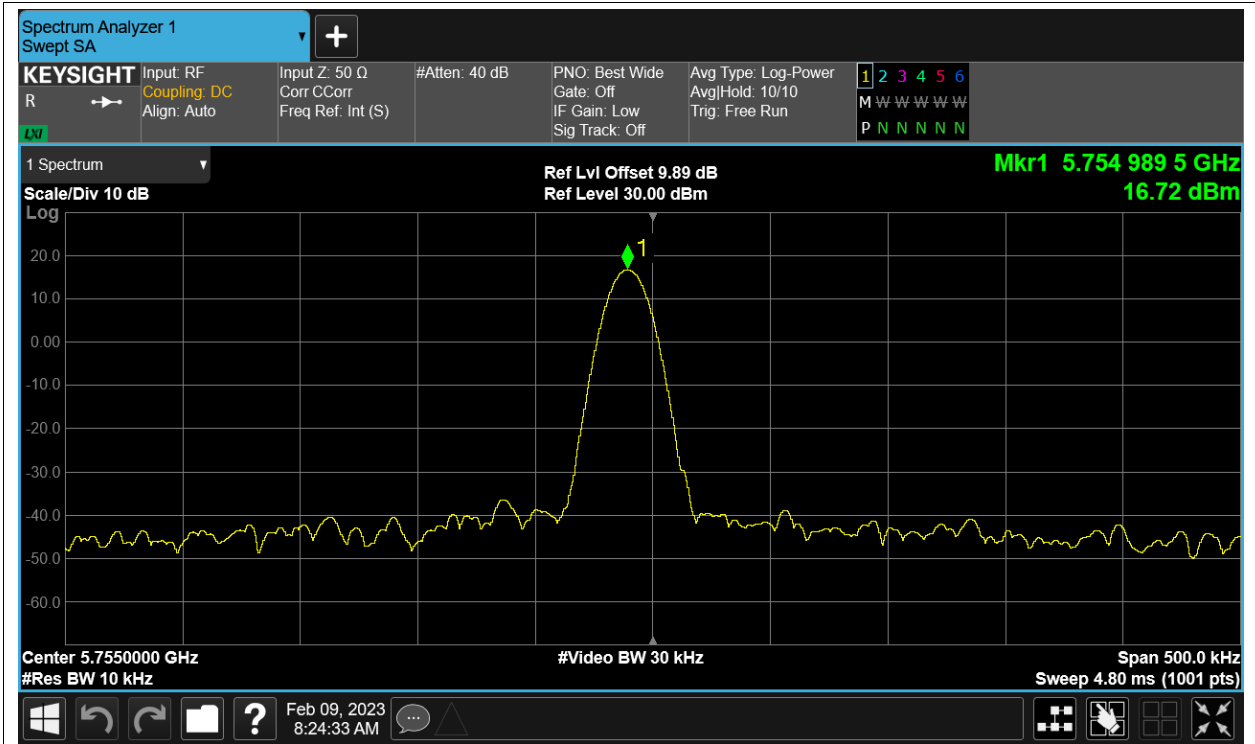 Spectrum Analyzer 1
Swept SA
KEYSIGHT
R
LXI
Input: RF
Coupling: DC
Align: Auto
Input Z: 50 Ω
Corr CCorr
Freq Ref: Int (S)
#Atten: 40 dB
PNO: Best Wide
Gate: Off
IF Gain: Low
Sig Track: Off
Avg Type: Log-Power
Avg|Hold: 10/10
Trig: Free Run
1 2 3 4 5 6
M W W W W W
P N N N N N
1 Spectrum
Scale/Div 10 dB
Ref Lvl Offset 9.89 dB
Ref Level 30.00 dBm
Mkr1 5.754 989 5 GHz
16.72 dBm
Log
1
20.0
10.0
0.00
-10.0
-20.0
-30.0
-40.0
-50.0
-60.0
Center 5.7550000 GHz
#Video BW 30 kHz
Span 500.0 kHz
#Res BW 10 kHz
Sweep 4.80 ms (1001 pts)
?
Feb 09, 2023
8:24:33 AM